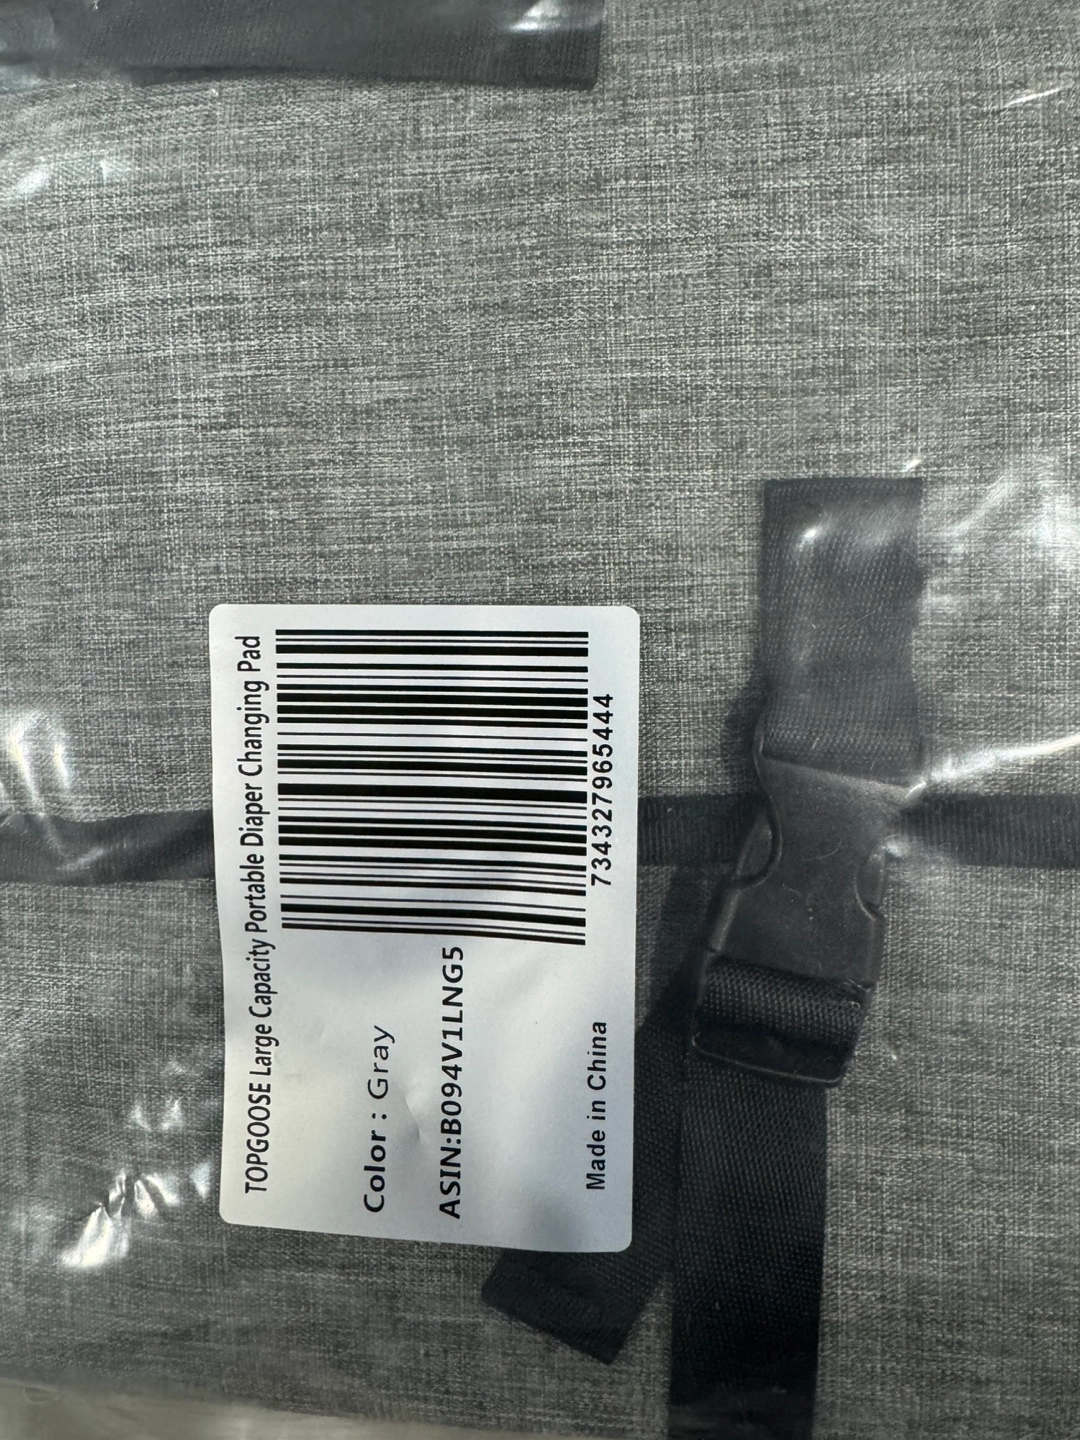 TOPGOOSE Large Capacity Portable Diaper Changing Pad
734327965444
Color : Gray
ASIN:B094V1LNG5
Made in China